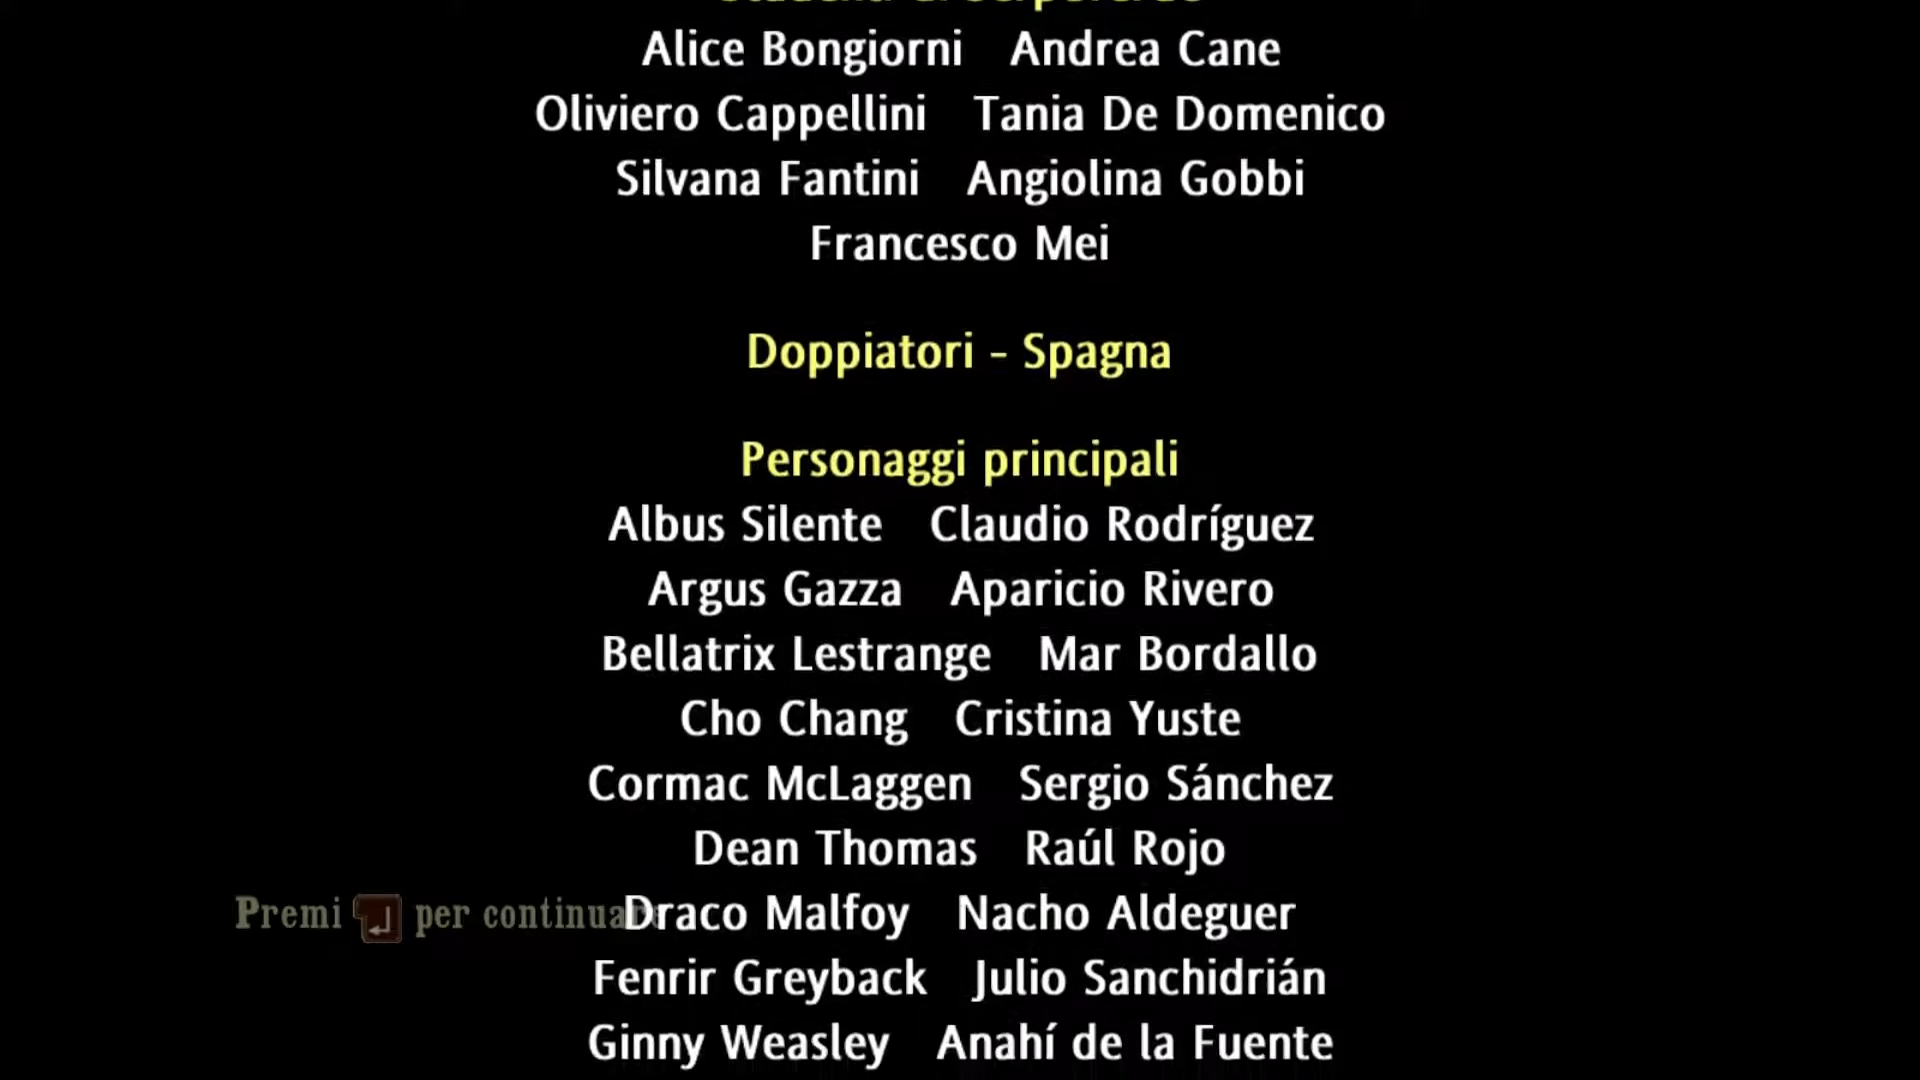 Alice Bongiorni Andrea Cane
Oliviero Cappellini Tania De Domenico
Silvana Fantini Angiolina Gobbi
Francesco Mei
Doppiatori - Spagna
Personaggi principali
Albus Silente Claudio Rodríguez
Argus Gazza Aparicio Rivero
Bellatrix Lestrange Mar Bordallo
Cho Chang Cristina Yuste
Cormac McLaggen Sergio Sánchez
Dean Thomas Raúl Rojo
Premi per continuare
Draco Malfoy Nacho Aldeguer
Fenrir Greyback Julio Sanchidrián
Ginny Weasley Anahí de la Fuente